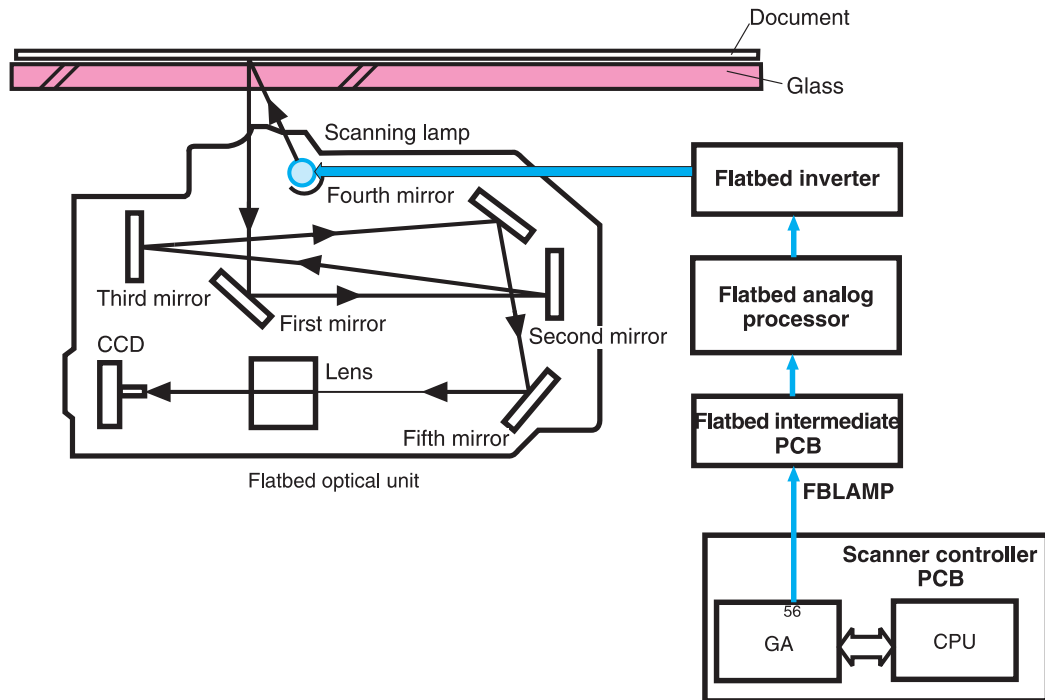 Document
Glass
Scanning lamp
Fourth mirror
Flatbed inverter
Third mirror
First mirror
Second mirror
Flatbed analog
processor
CCD
Lens
Fifth mirror
Flatbed intermediate
PCB
Flatbed optical unit
FBLAMP
Scanner controller
PCB
56
GA
CPU